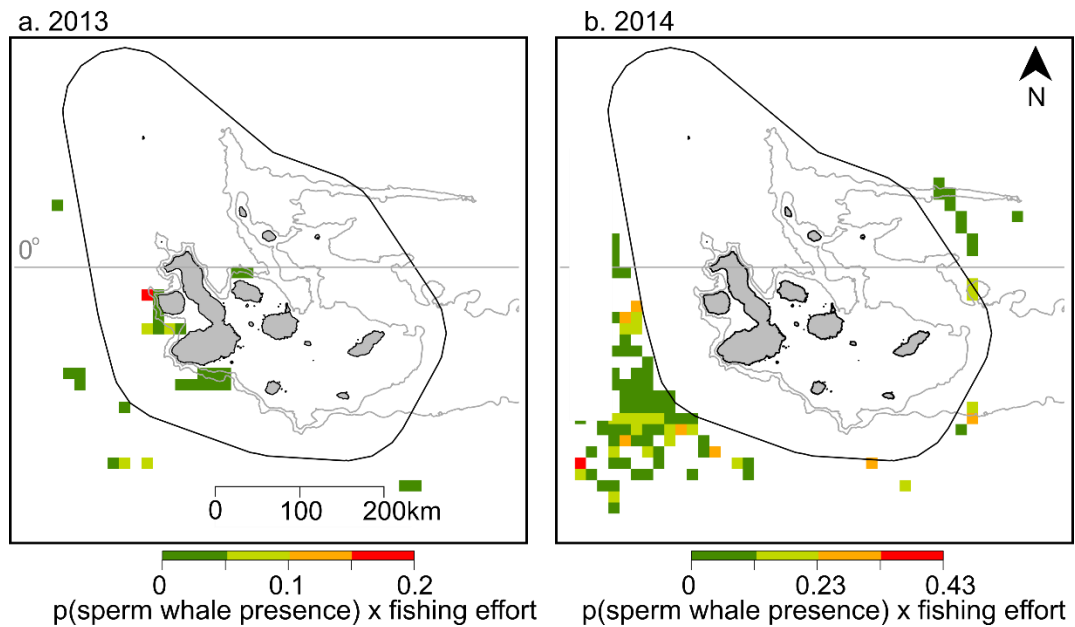 a. 2013
b. 2014
N
0°
0 100 200km
0 0.1 0.2
p(sperm whale presence) x fishing effort
0 0.23 0.43
p(sperm whale presence) x fishing effort